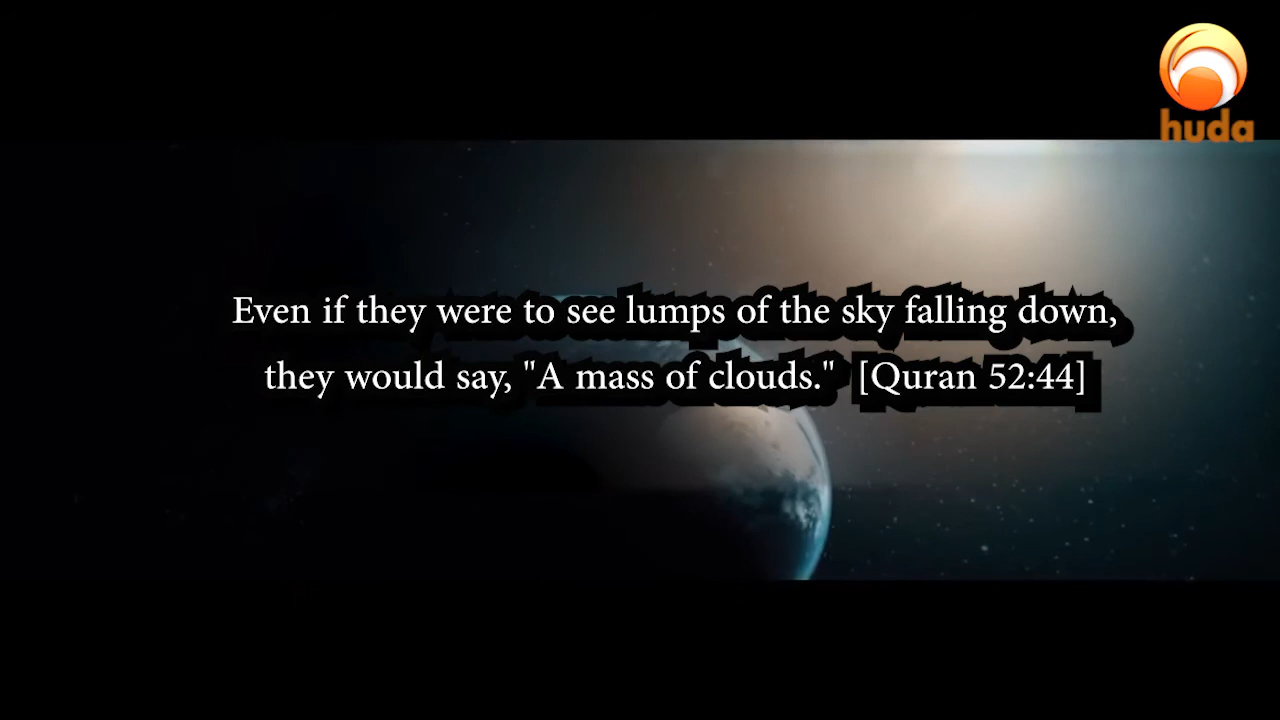 huda
Even if they were to see lumps of the sky falling down,
they would say, "A mass of clouds." [Quran 52:44]